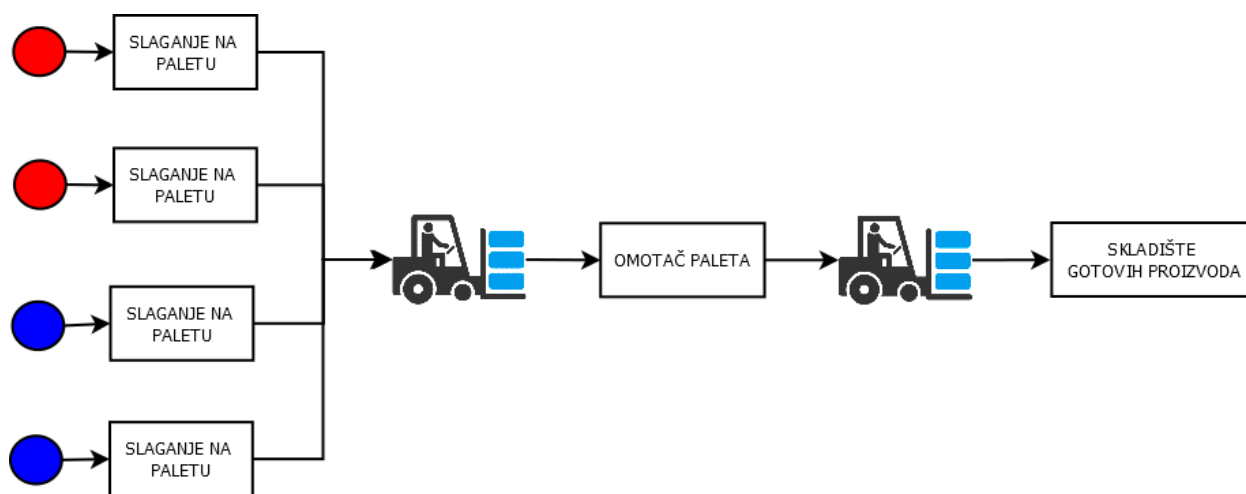 SLAGANJE NA
PALETU
SLAGANJE NA
PALETU
SLAGANJE NA
PALETU
SLAGANJE NA
PALETU
OMOTAČ PALETA
SKLADIŠTE
GOTOVIH PROIZVODA